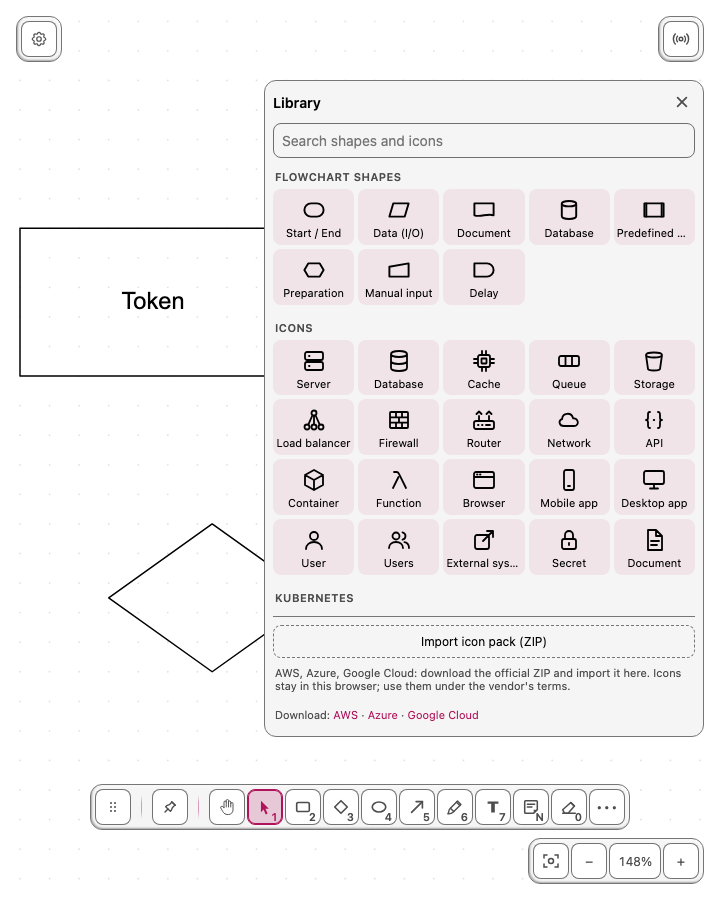 Library
Search shapes and icons
FLOWCHART SHAPES
Start / End
Data (I/O)
Document
Database
Predefined ...
Preparation
Manual input
Delay
Token
ICONS
Server
Database
Cache
Queue
Storage
Load balancer
Firewall
Router
Network
API
Container
Function
Browser
Mobile app
Desktop app
User
Users
External sys...
Secret
Document
KUBERNETES
Import icon pack (ZIP)
AWS, Azure, Google Cloud: download the official ZIP and import it here. Icons
stay in this browser; use them under the vendor's terms.
Download: AWS · Azure · Google Cloud
1
2
3
4
5
6
T 7
N
0
148%